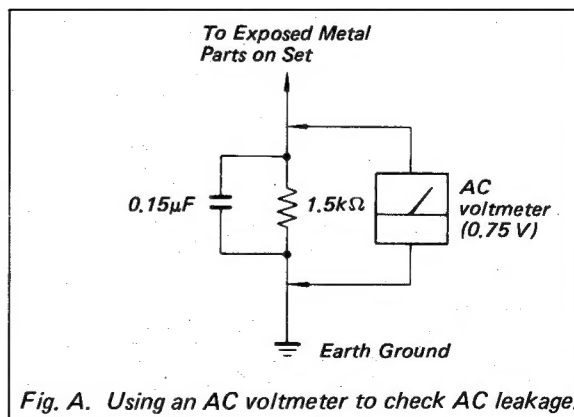 To Exposed Metal
Parts on Set
0.15μF
1.5kΩ
AC
voltmeter
(0.75 V)
Earth Ground
Fig. A. Using an AC voltmeter to check AC leakage.